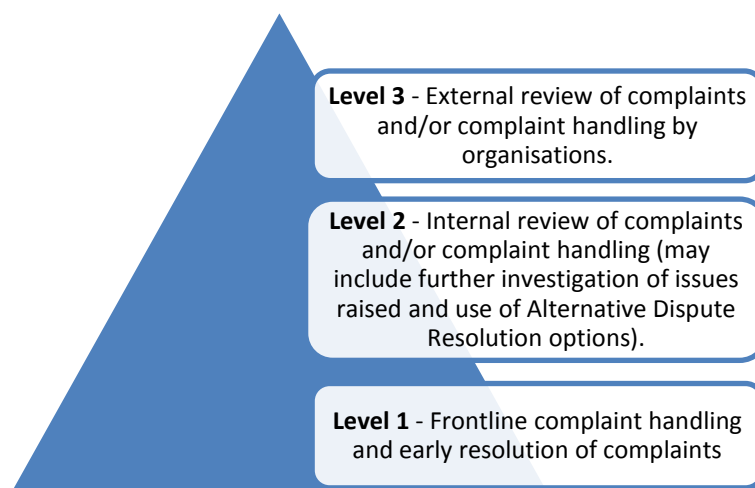 Level 3 - External review of complaints
and/or complaint handling by
organisations.
Level 2 - Internal review of complaints
and/or complaint handling (may
include further investigation of issues
raised and use of Alternative Dispute
Resolution options).
Level 1 - Frontline complaint handling
and early resolution of complaints